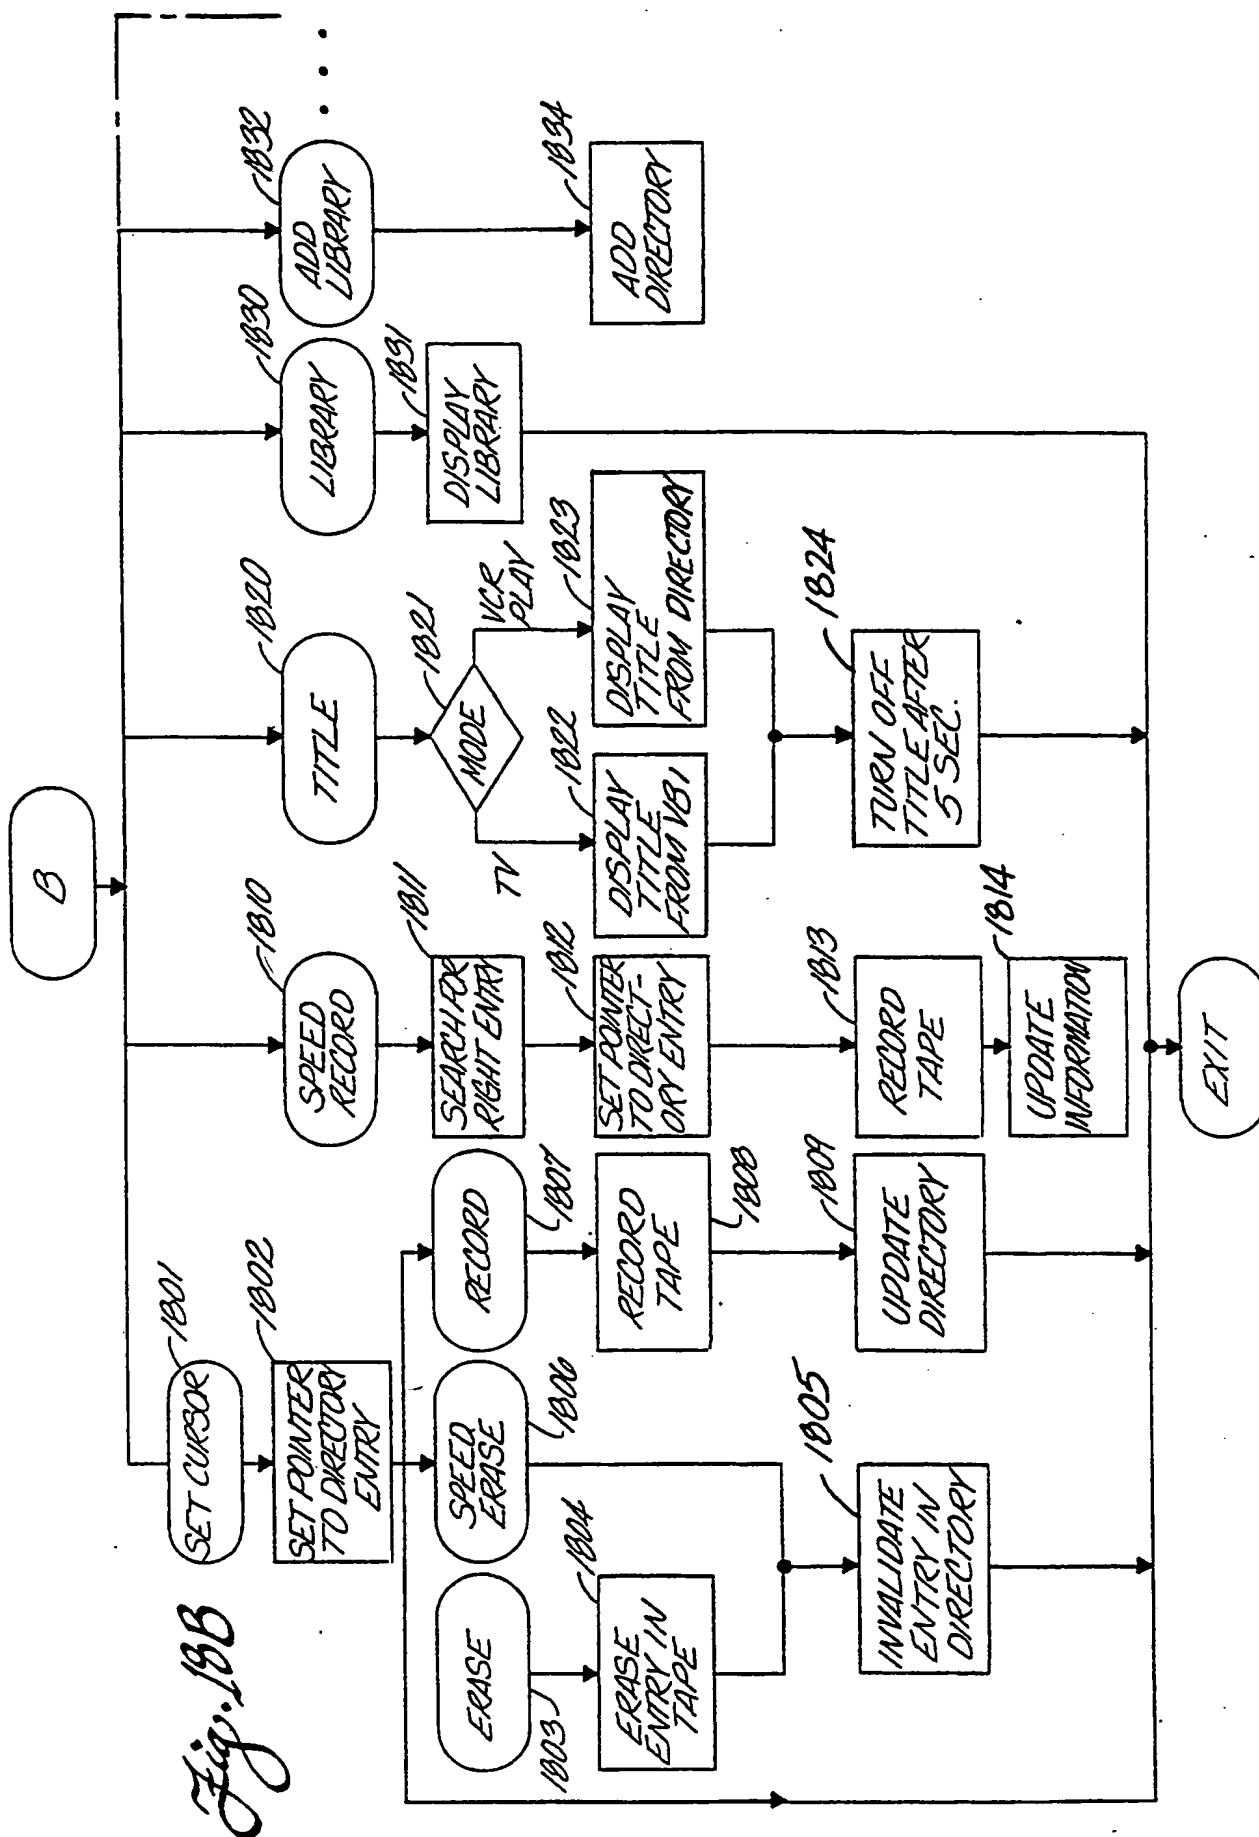 Fig. 18B
B
SET CURSOR
1801
SET POINTER
TO DIRECTORY
ENTRY
1802
ERASE
1803
ERASE
ENTRY IN
TAPE
1804
INVALIDATE
ENTRY IN
DIRECTORY
1805
SPEED
ERASE
1806
RECORD
1807
RECORD
TAPE
1808
UPDATE
DIRECTORY
1809
SPEED
RECORD
1810
SEARCH FOR
RIGHT ENTRY
1811
SET POINTER
TO DIRECT-
ORY ENTRY
1812
RECORD
TAPE
1813
UPDATE
INFORMATION
1814
TITLE
1820
MODE
1821
TV
VCR
PLAY
DISPLAY
TITLE
FROM VBI
1822
DISPLAY
TITLE
FROM DIRECTORY
1823
TURN OFF
TITLE AFTER
5 SEC.
1824
LIBRARY
1830
DISPLAY
LIBRARY
1831
ADD
LIBRARY
1832
ADD
DIRECTORY
1834
EXIT